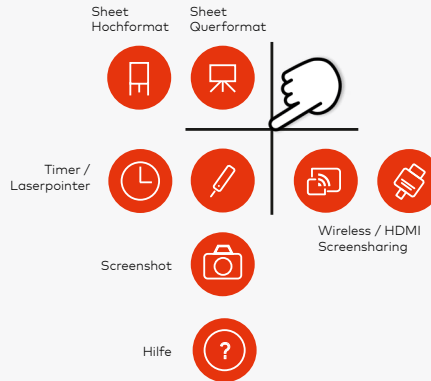 Sheet
Hochformat
Sheet
Querformat
Timer /
Laserpointer
Wireless / HDMI
Screensharing
Screenshot
Hilfe
?